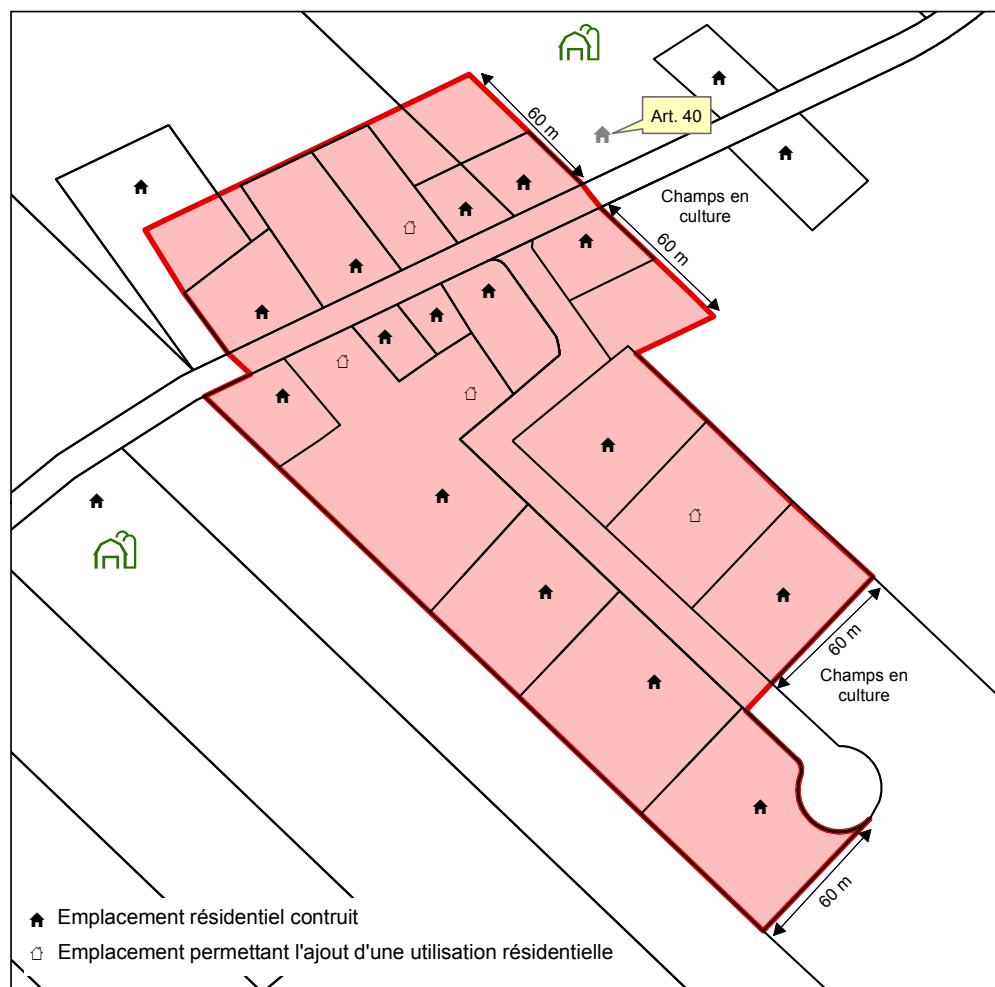 60 m
Art. 40
Champs en
culture
60 m
60 m
Champs en
culture
60 m
Emplacement résidentiel contruit
Emplacement permettant l'ajout d'une utilisation résidentielle